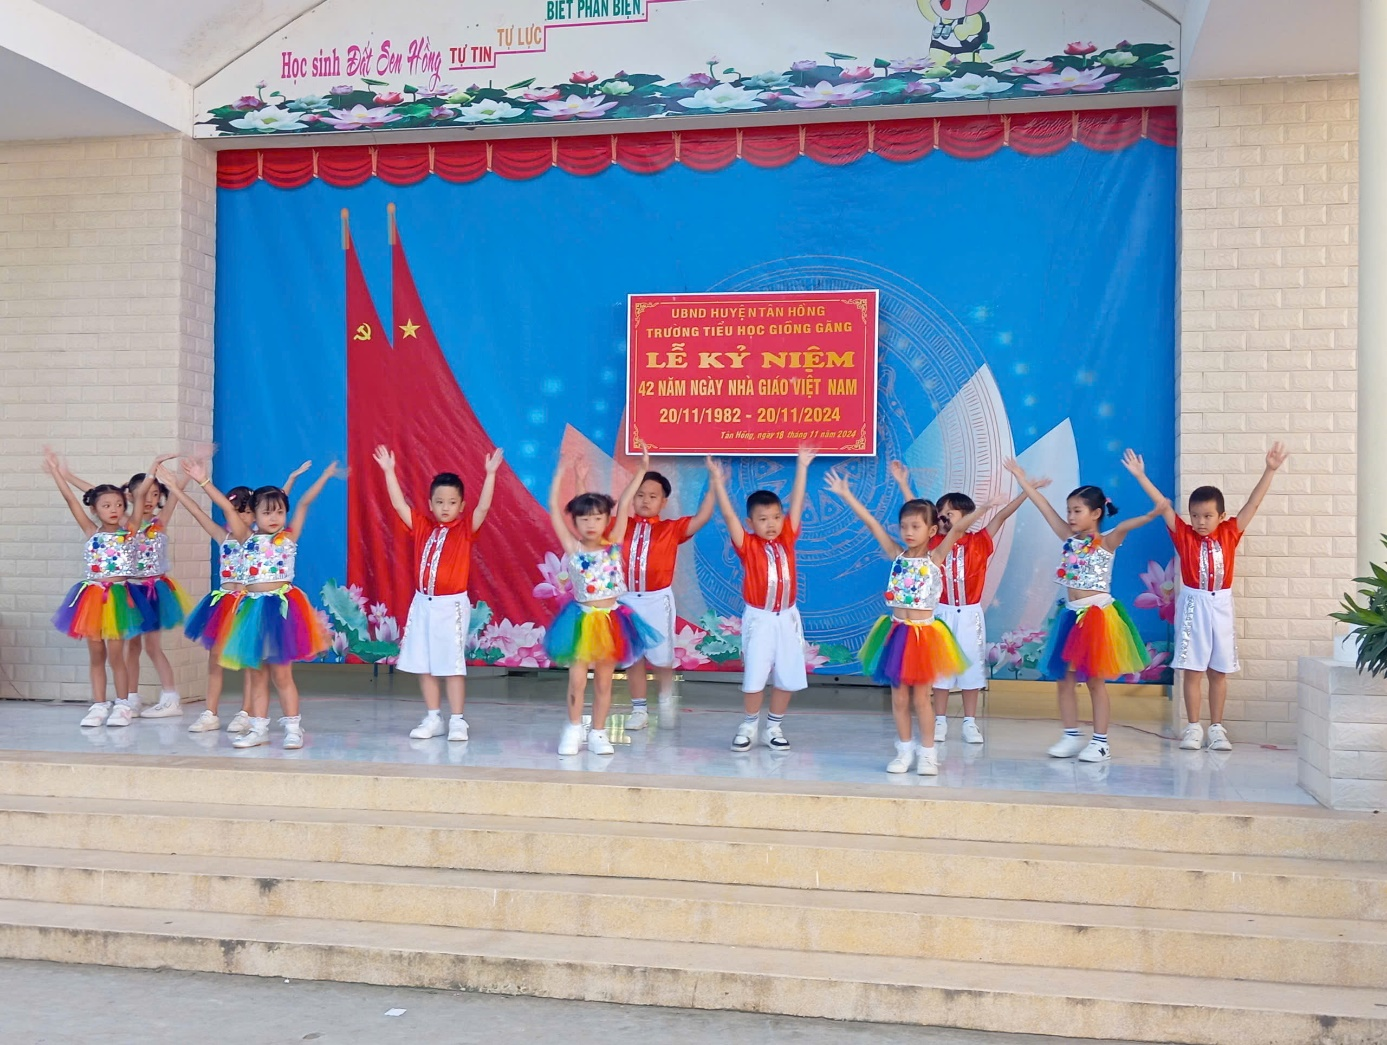 BIẾT PHẢN BIỆN
TỰ LỰC
TỰ TIN
Học sinh Đất Sen Hồng
UBND HUYỆN TÂN HỒNG
TRƯỜNG TIỂU HỌC GIỒNG GĂNG
LỄ KỶ NIỆM
42 NĂM NGÀY NHÀ GIÁO VIỆT NAM
20/11/1982 - 20/11/2024
Tân Hồng, ngày 18 tháng 11 năm 2024